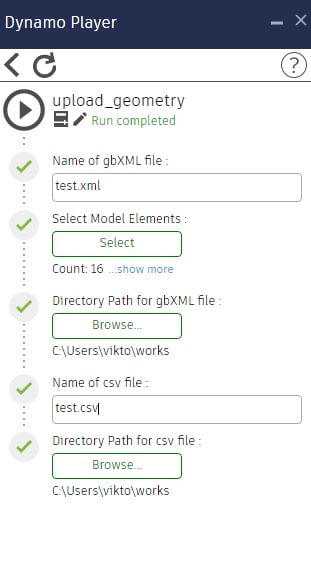 Dynamo Player
?
upload_geometry
Run completed
Name of gbXML file :
test.xml
Select Model Elements :
Select
Count: 16 ...show more
Directory Path for gbXML file :
Browse...
C:\Users\vikto\works
Name of csv file :
test.csv
Directory Path for csv file :
Browse...
C:\Users\vikto\works